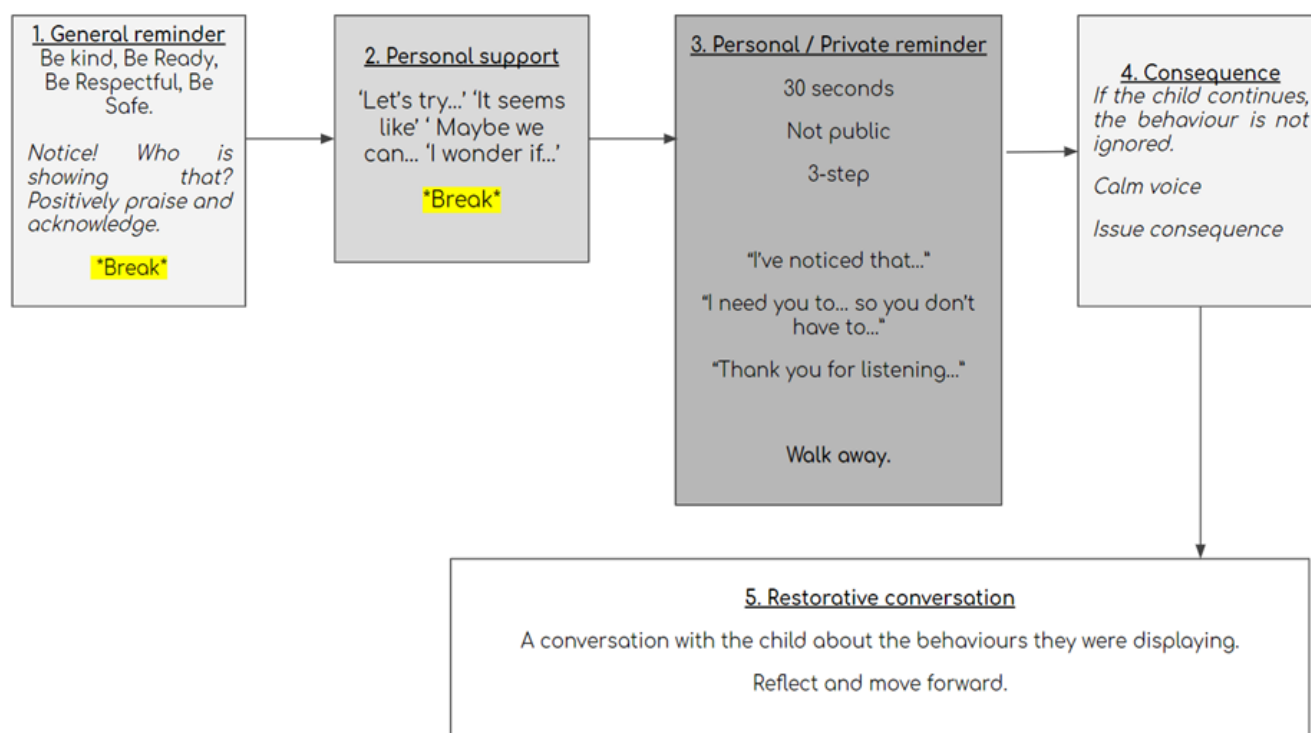 1. General reminder
Be kind, Be Ready,
Be Respectful, Be
Safe.
Notice! Who is
showing that?
Positively praise and
acknowledge.
*Break*
2. Personal support
‘Let’s try...’ ‘It seems
like’ ‘ Maybe we
can... ‘I wonder if...’
*Break*
3. Personal / Private reminder
30 seconds
Not public
3-step
“I’ve noticed that...”
“I need you to... so you don’t
have to...”
“Thank you for listening...”
Walk away.
4. Consequence
If the child continues,
the behaviour is not
ignored.
Calm voice
Issue consequence
5. Restorative conversation
A conversation with the child about the behaviours they were displaying.
Reflect and move forward.